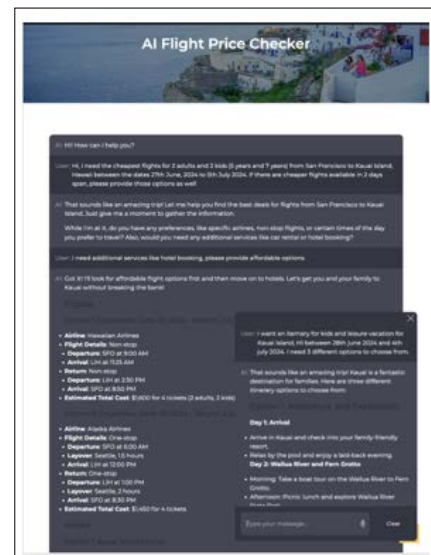 AI Flight Price Checker
AI: Hi! How can I help you?
User: Hi, I need the cheapest flights for 2 adults and 2 kids (5 years and 7 years) from San Francisco to Kauai Island,
Hawaii between the dates 27th June, 2024 to 5th July 2024. If there are cheaper flights available in 2 days
span, please provide those options as well
AI: That sounds like an amazing trip! Let me help you find the best deals for flights from San Francisco to Kauai
Island. Just give me a moment to gather the information.
While I'm at it, do you have any preferences, like specific airlines, non-stop flights, or certain times of the day
you prefer to travel? Also, would you need any additional services like car rental or hotel booking?
User: I need additional services like hotel booking, please provide affordable options
AI: Got it! I'll look for affordable flight options first and then move on to hotels. Let's get you and your family to
Kauai without breaking the bank!
Flights
• Airline: Hawaiian Airlines
• Flight Details: Non-stop
• Departure: SFO at 9:00 AM
• Arrival: LIH at 11:25 AM
• Return: Non-stop
• Departure: LIH at 2:30 PM
• Arrival: SFO at 8:30 PM
• Estimated Total Cost: $1,600 for 4 tickets (2 adults, 2 kids)
• Airline: Alaska Airlines
• Flight Details: One-stop
• Departure: SFO at 6:00 AM
• Layover: Seattle, 1.5 hours
• Arrival: LIH at 12:00 PM
• Return: One-stop
• Departure: LIH at 1:00 PM
• Layover: Seattle, 2 hours
• Arrival: SFO at 8:30 PM
• Estimated Total Cost: $1,450 for 4 tickets
User: I want an iternary for kids and leisure vacation for
Kauai Island, HI between 28th june 2024 and 4th
july 2024. I need 3 different options to choose from.
AI: That sounds like an amazing trip! Kauai is a fantastic
destination for families. Here are three different
itinerary options to choose from:
Day 1: Arrival
• Arrive in Kauai and check into your family-friendly
resort.
• Relax by the pool and enjoy a laid-back evening.
Day 2: Wailua River and Fern Grotto
• Morning: Take a boat tour on the Wailua River to Fern
Grotto.
• Afternoon: Picnic lunch and explore Wailua River
Type your message...
Clear